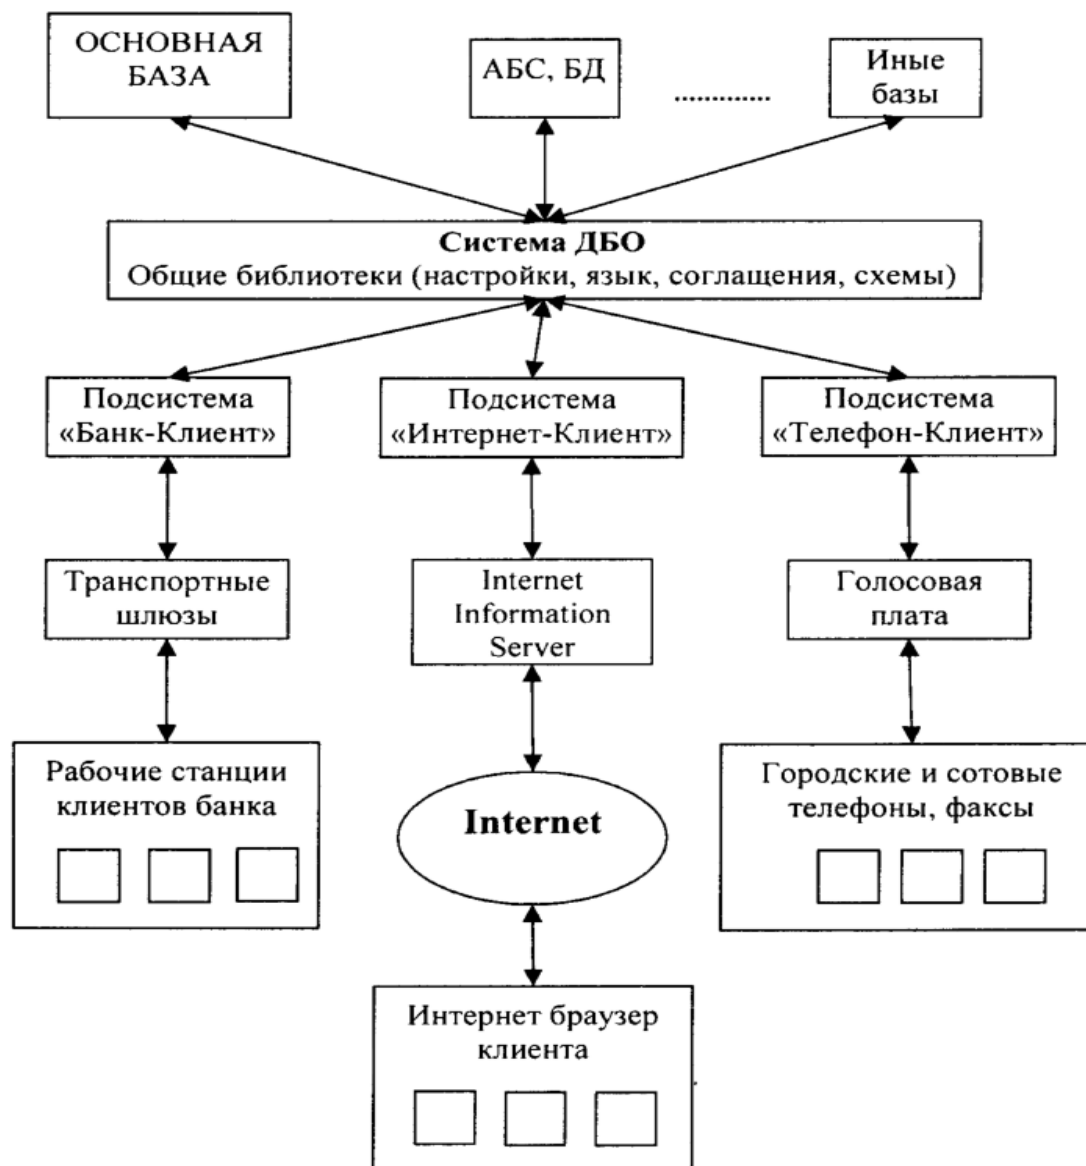 ОСНОВНАЯ
БАЗА
АБС, БД
..............
Иные
базы
Система ДБО
Общие библиотеки (настройки, язык, соглащения, схемы)
Подсистема
«Банк-Клиент»
Подсистема
«Интернет-Клиент»
Подсистема
«Телефон-Клиент»
Транспортные
шлюзы
Internet
Information
Server
Голосовая
плата
Рабочие станции
клиентов банка
Internet
Городские и сотовые
телефоны, факсы
Интернет браузер
клиента